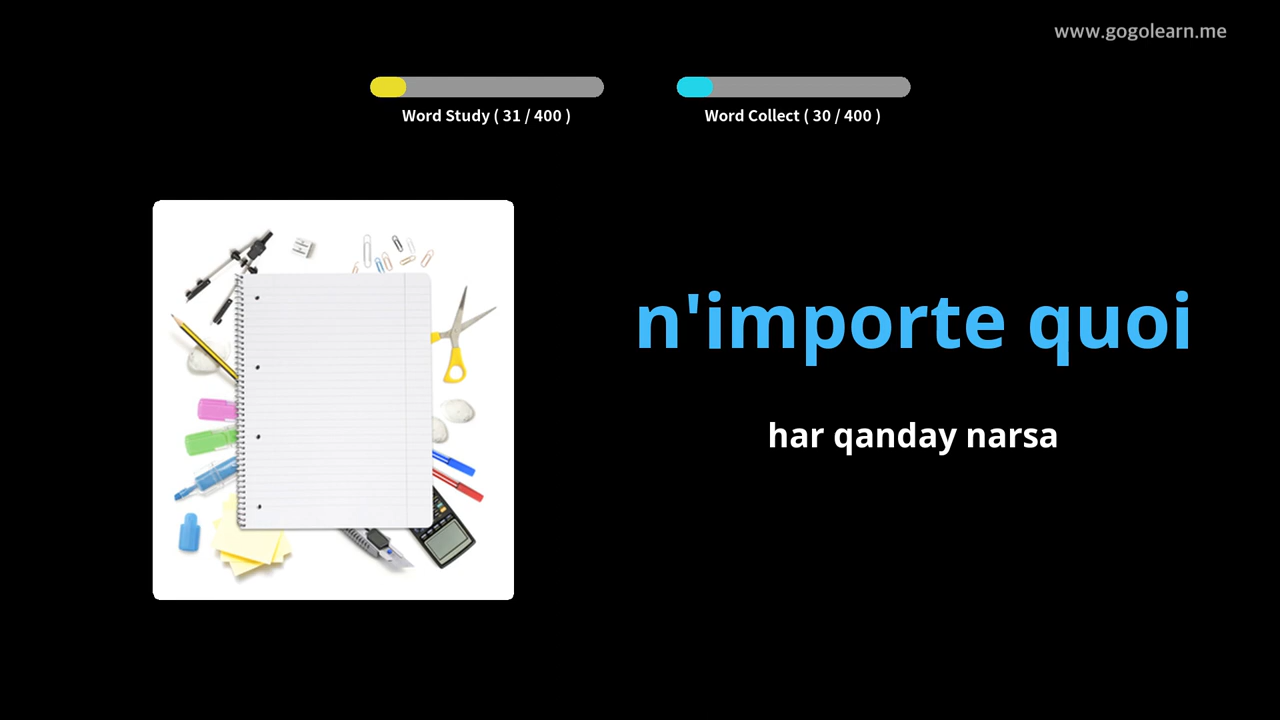 www.gogolearn.me
Word Study ( 31 / 400 )
Word Collect ( 30 / 400 )
n'importe quoi
har qanday narsa